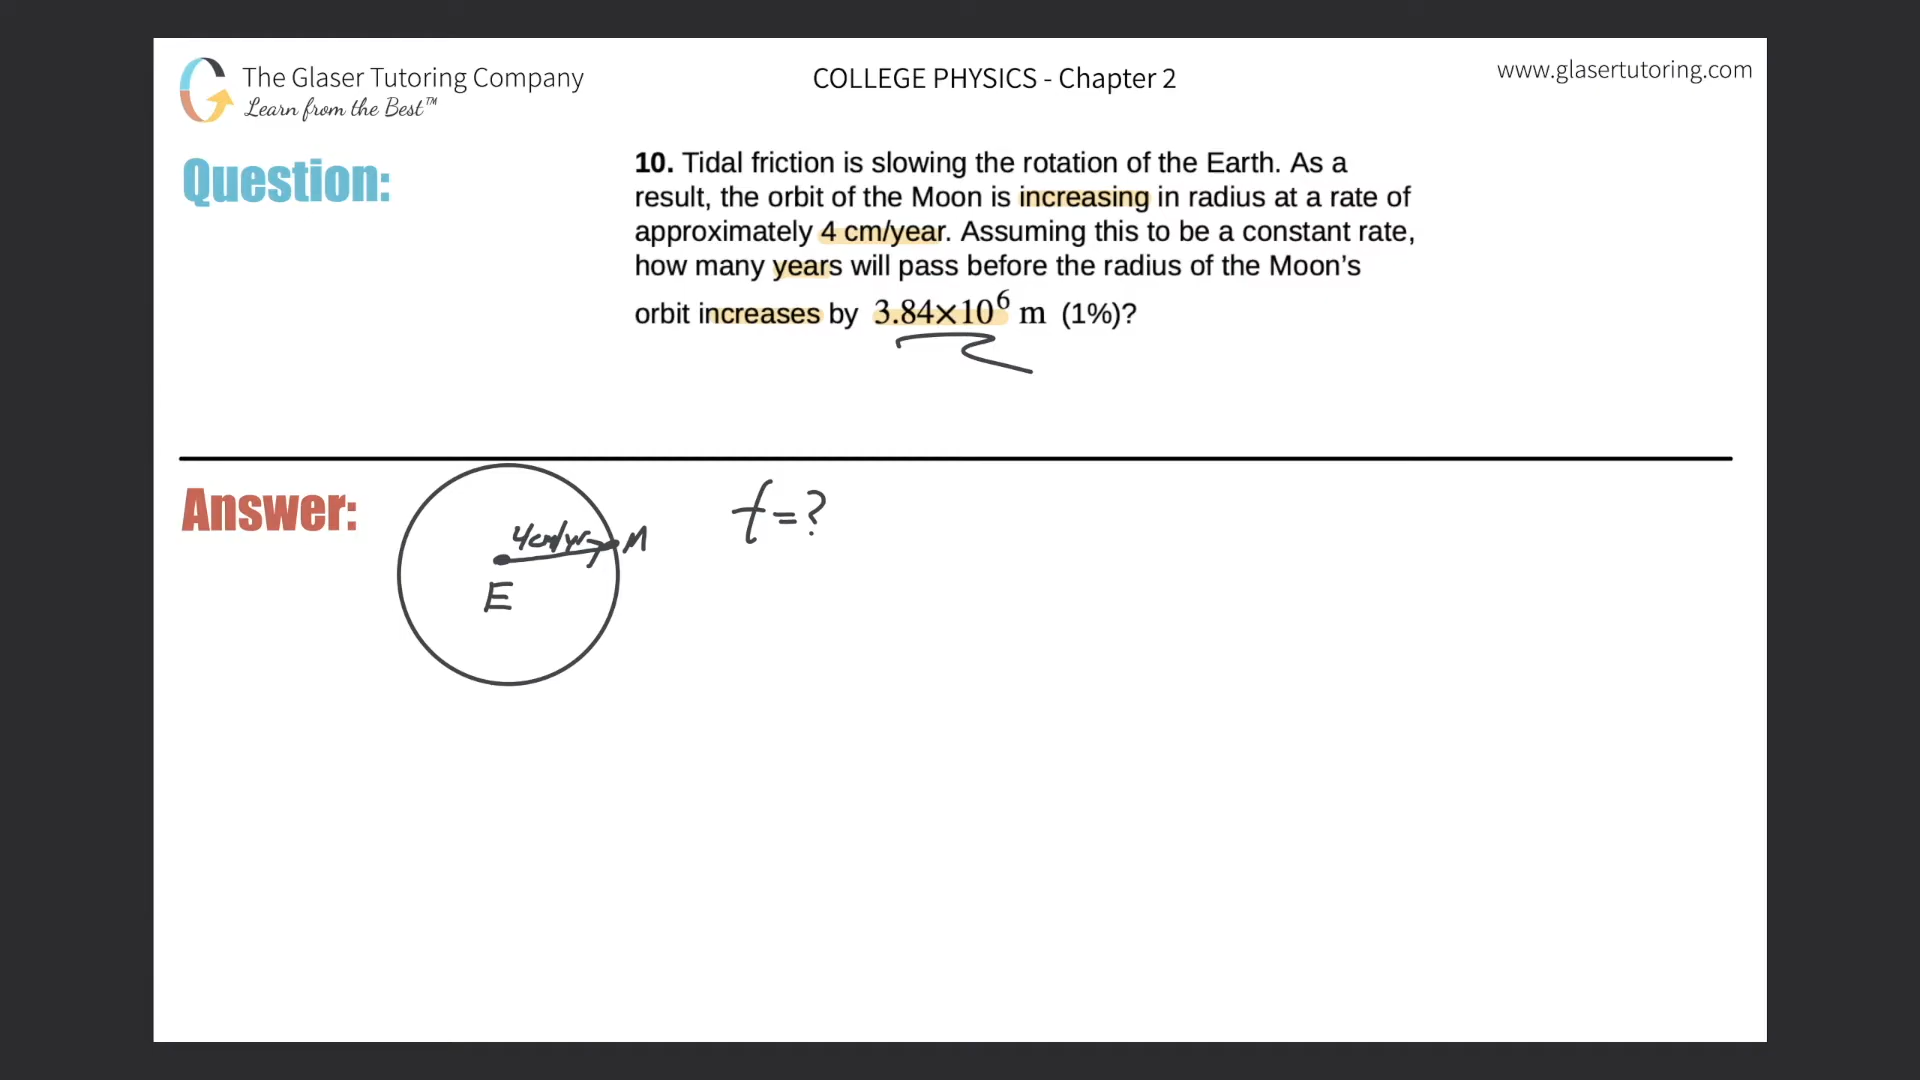 The Glaser Tutoring Company
Learn from the Best™
COLLEGE PHYSICS - Chapter 2
www.glasertutoring.com
Question:
10. Tidal friction is slowing the rotation of the Earth. As a
result, the orbit of the Moon is increasing in radius at a rate of
approximately 4 cm/year. Assuming this to be a constant rate,
how many years will pass before the radius of the Moon’s
orbit increases by 3.84×10⁶ m (1%)?
Answer:
4cm/yr
M
E
t=?